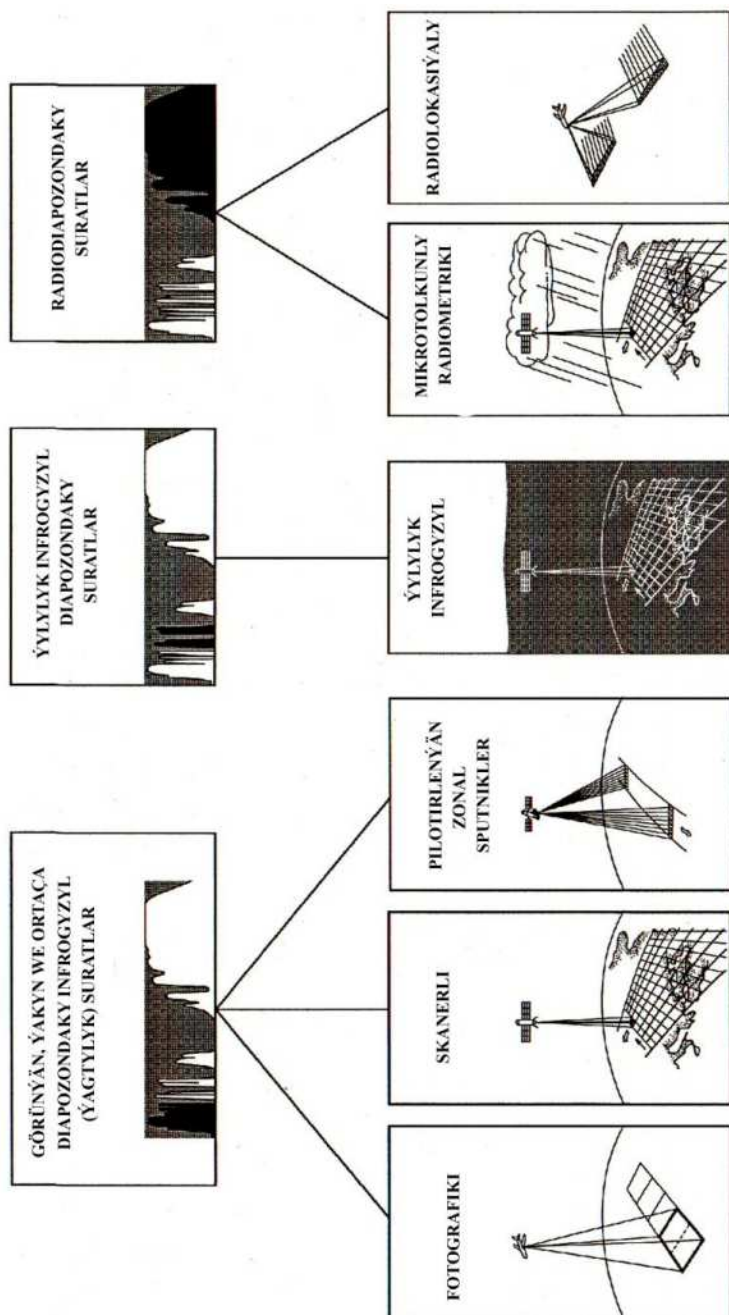 GÖRÜNÝÄN, ÝAKYN WE ORTAÇA
DIAPOZONDAKY INFROGYZYL
(ÝAGTYLYK) SURATLAR
ÝYLYLYK INFROGYZYL
DIAPOZONDAKY
SURATLAR
RADIODIAPOZONDAKY
SURATLAR
FOTOGRAFIKI
SKANERLI
PILOTIRLENÝÄN
ZONAL
SPUTNIKLER
ÝYLYLYK
INFROGYZYL
MIKROTOLKUNLY
RADIOMETRIKI
RADIOLOKASIÝALY